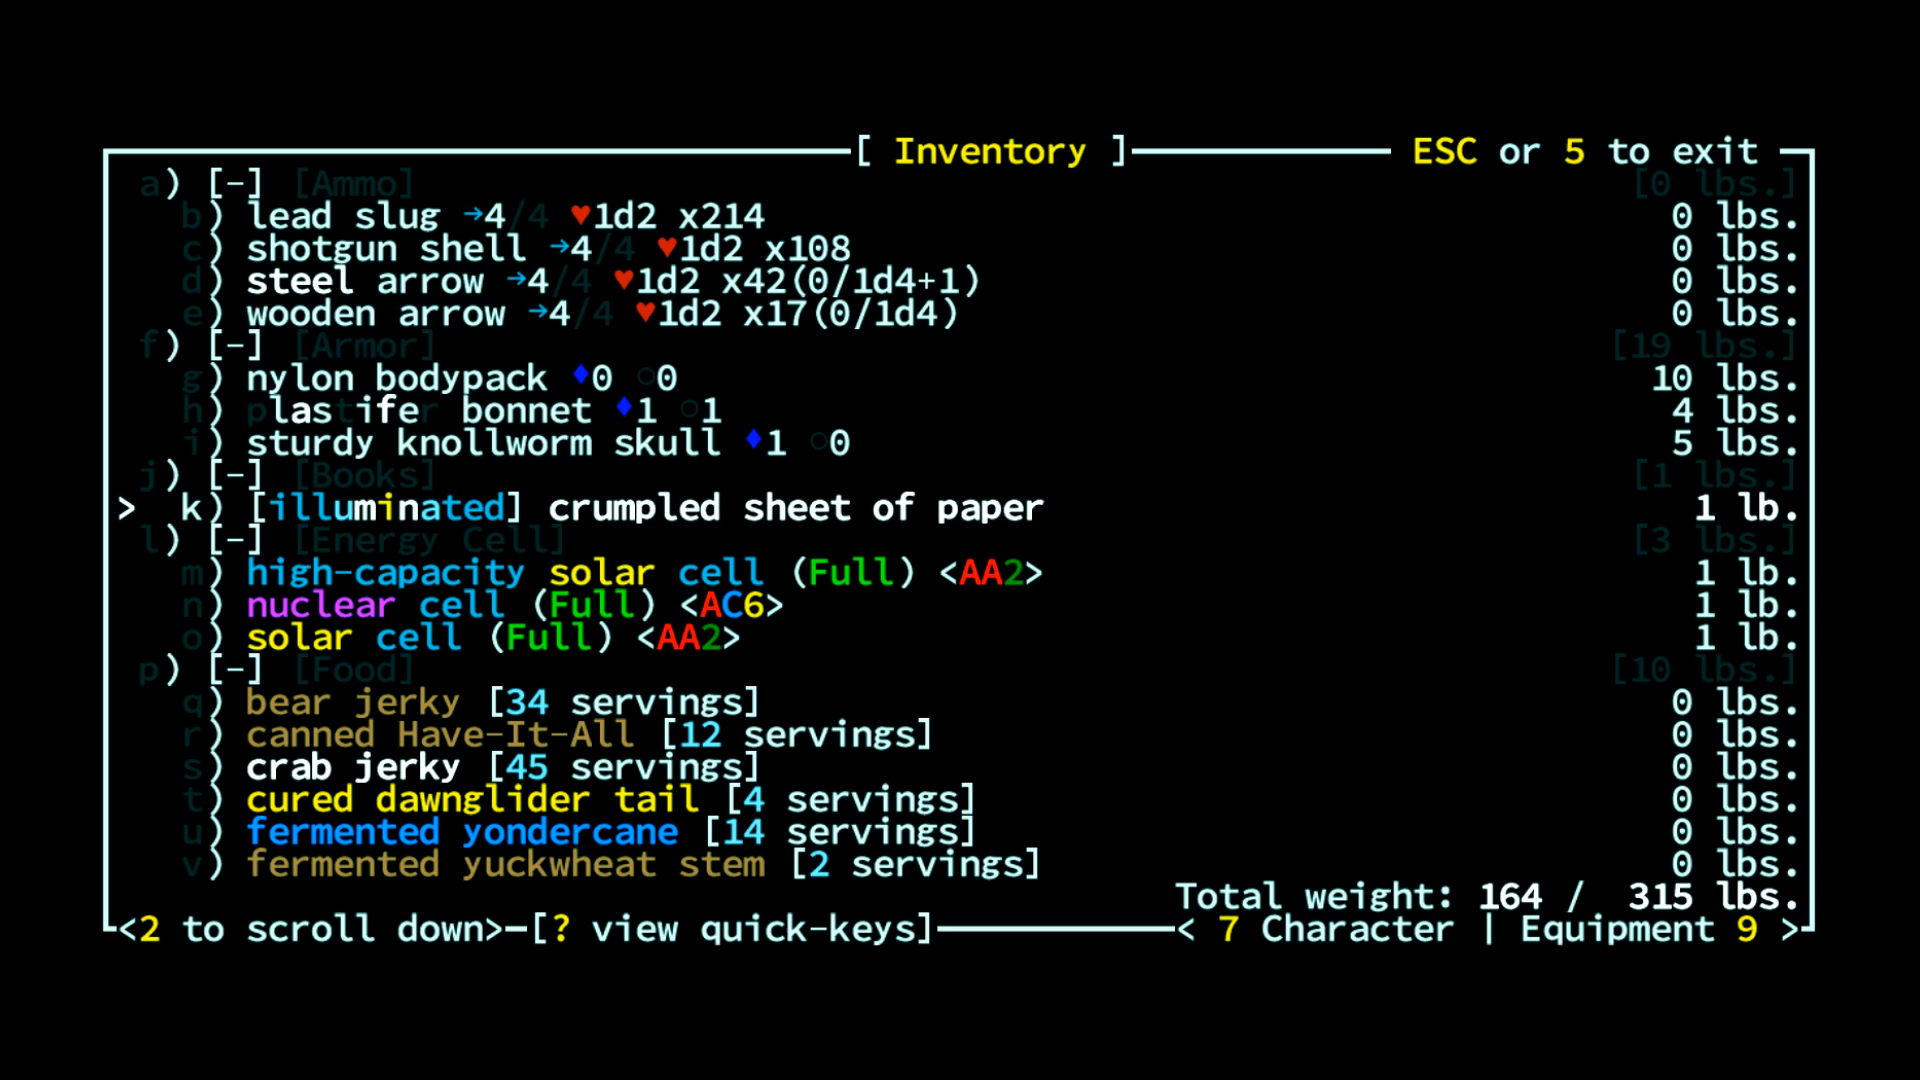 [ Inventory ] ESC or 5 to exit
a) [-] [Ammo] [0 lbs.]
b) lead slug →4/4 ♥1d2 x214 0 lbs.
c) shotgun shell →4/4 ♥1d2 x108 0 lbs.
d) steel arrow →4/4 ♥1d2 x42(0/1d4+1) 0 lbs.
e) wooden arrow →4/4 ♥1d2 x17(0/1d4) 0 lbs.
f) [-] [Armor] [19 lbs.]
g) nylon bodypack ♦0 ○0 10 lbs.
h) plastifer bonnet ♦1 ○1 4 lbs.
i) sturdy knollworm skull ♦1 ○0 5 lbs.
j) [-] [Books] [1 lbs.]
> k) [illuminated] crumpled sheet of paper 1 lb.
l) [-] [Energy Cell] [3 lbs.]
m) high-capacity solar cell (Full) <AA2> 1 lb.
n) nuclear cell (Full) <AC6> 1 lb.
o) solar cell (Full) <AA2> 1 lb.
p) [-] [Food] [10 lbs.]
q) bear jerky [34 servings] 0 lbs.
r) canned Have-It-All [12 servings] 0 lbs.
s) crab jerky [45 servings] 0 lbs.
t) cured dawnglider tail [4 servings] 0 lbs.
u) fermented yondercane [14 servings] 0 lbs.
v) fermented yuckwheat stem [2 servings] 0 lbs.
Total weight: 164 / 315 lbs.
<2 to scroll down> [? view quick-keys] < 7 Character | Equipment 9 >